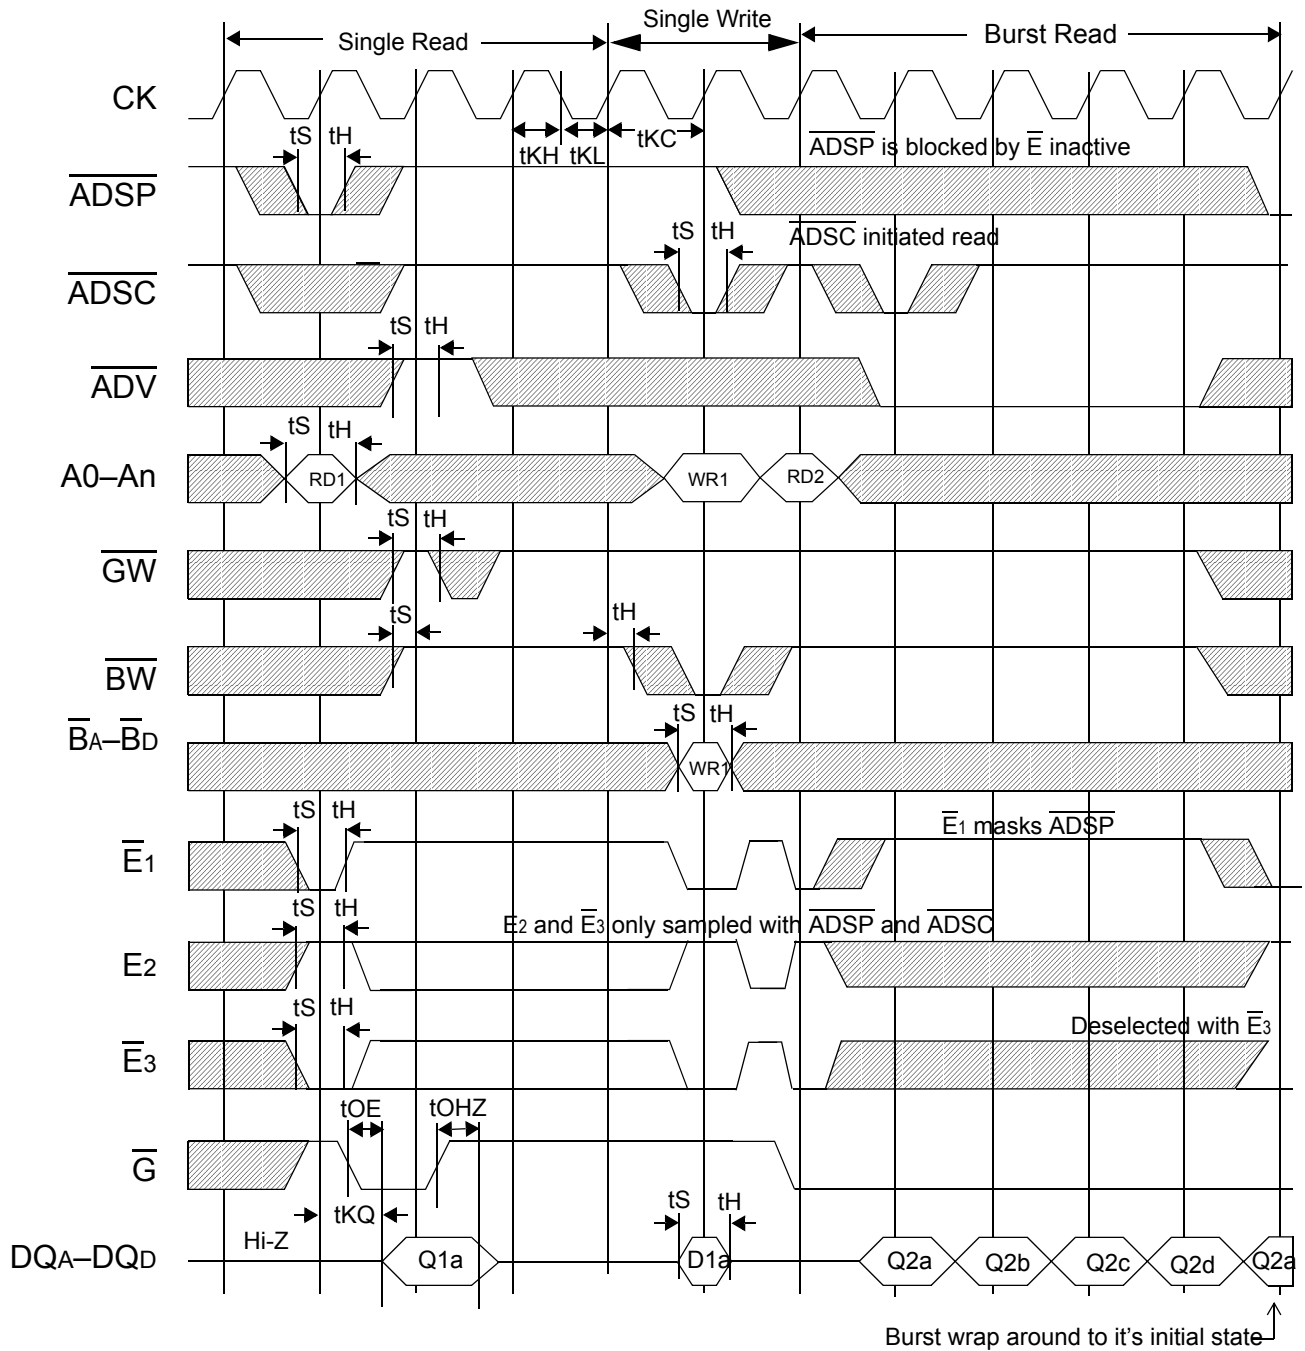 Single Read
Single Write
Burst Read
CK
tS tH
tKH tKL tKC
ADSP is blocked by E inactive
ADSP
tS tH
ADSC initiated read
ADSC
tS tH
ADV
tS tH
A0–An
RD1
WR1
RD2
tS tH
GW
tS
tH
BW
tS tH
BA–BD
WR1
tS tH
E1 masks ADSP
E1
tS tH
E2 and E3 only sampled with ADSP and ADSC
E2
tS tH
Deselected with E3
E3
tOE
tOHZ
G
tKQ
tS tH
Hi-Z
DQA–DQD
Q1a
D1a
Q2a
Q2b
Q2c
Q2d
Q2a
Burst wrap around to it's initial state